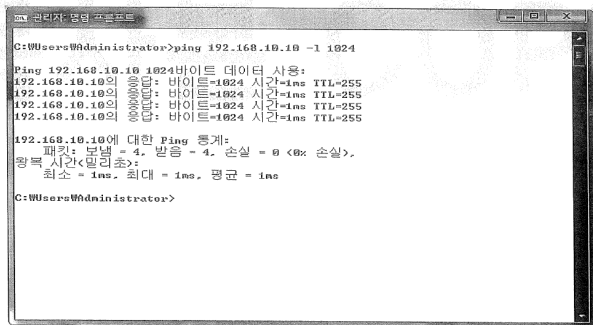 관리자: 명령 프롬프트
C:₩Users₩Administrator>ping 192.168.10.10 -l 1024
Ping 192.168.10.10 1024바이트 데이터 사용:
192.168.10.10의 응답: 바이트=1024 시간=1ms TTL=255
192.168.10.10의 응답: 바이트=1024 시간=1ms TTL=255
192.168.10.10의 응답: 바이트=1024 시간=1ms TTL=255
192.168.10.10의 응답: 바이트=1024 시간=1ms TTL=255
192.168.10.10에 대한 Ping 통계:
패킷: 보냄 = 4, 받음 = 4, 손실 = 0 (0% 손실),
왕복 시간(밀리초):
최소 = 1ms, 최대 = 1ms, 평균 = 1ms
C:₩Users₩Administrator>